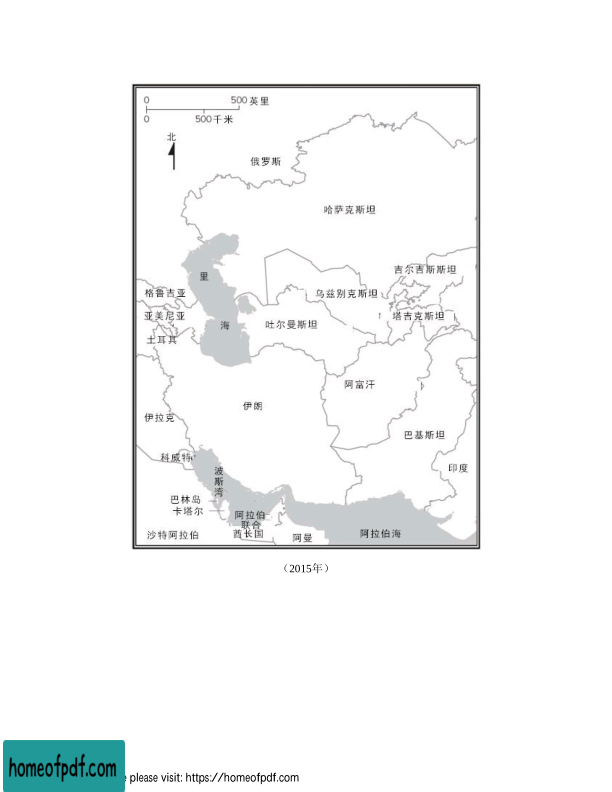 0 500 英里
0 500 千米
北
俄罗斯
哈萨克斯坦
里
海
吉尔吉斯斯坦
格鲁吉亚
乌兹别克斯坦
亚美尼亚
塔吉克斯坦
吐尔曼斯坦
土耳其
阿富汗
伊朗
伊拉克
巴基斯坦
科威特
印度
波
斯
湾
巴林岛
卡塔尔
阿拉伯
联合
酋长国
沙特阿拉伯
阿曼
阿拉伯海
（2015年）
homeofpdf.com
please visit: https://homeofpdf.com